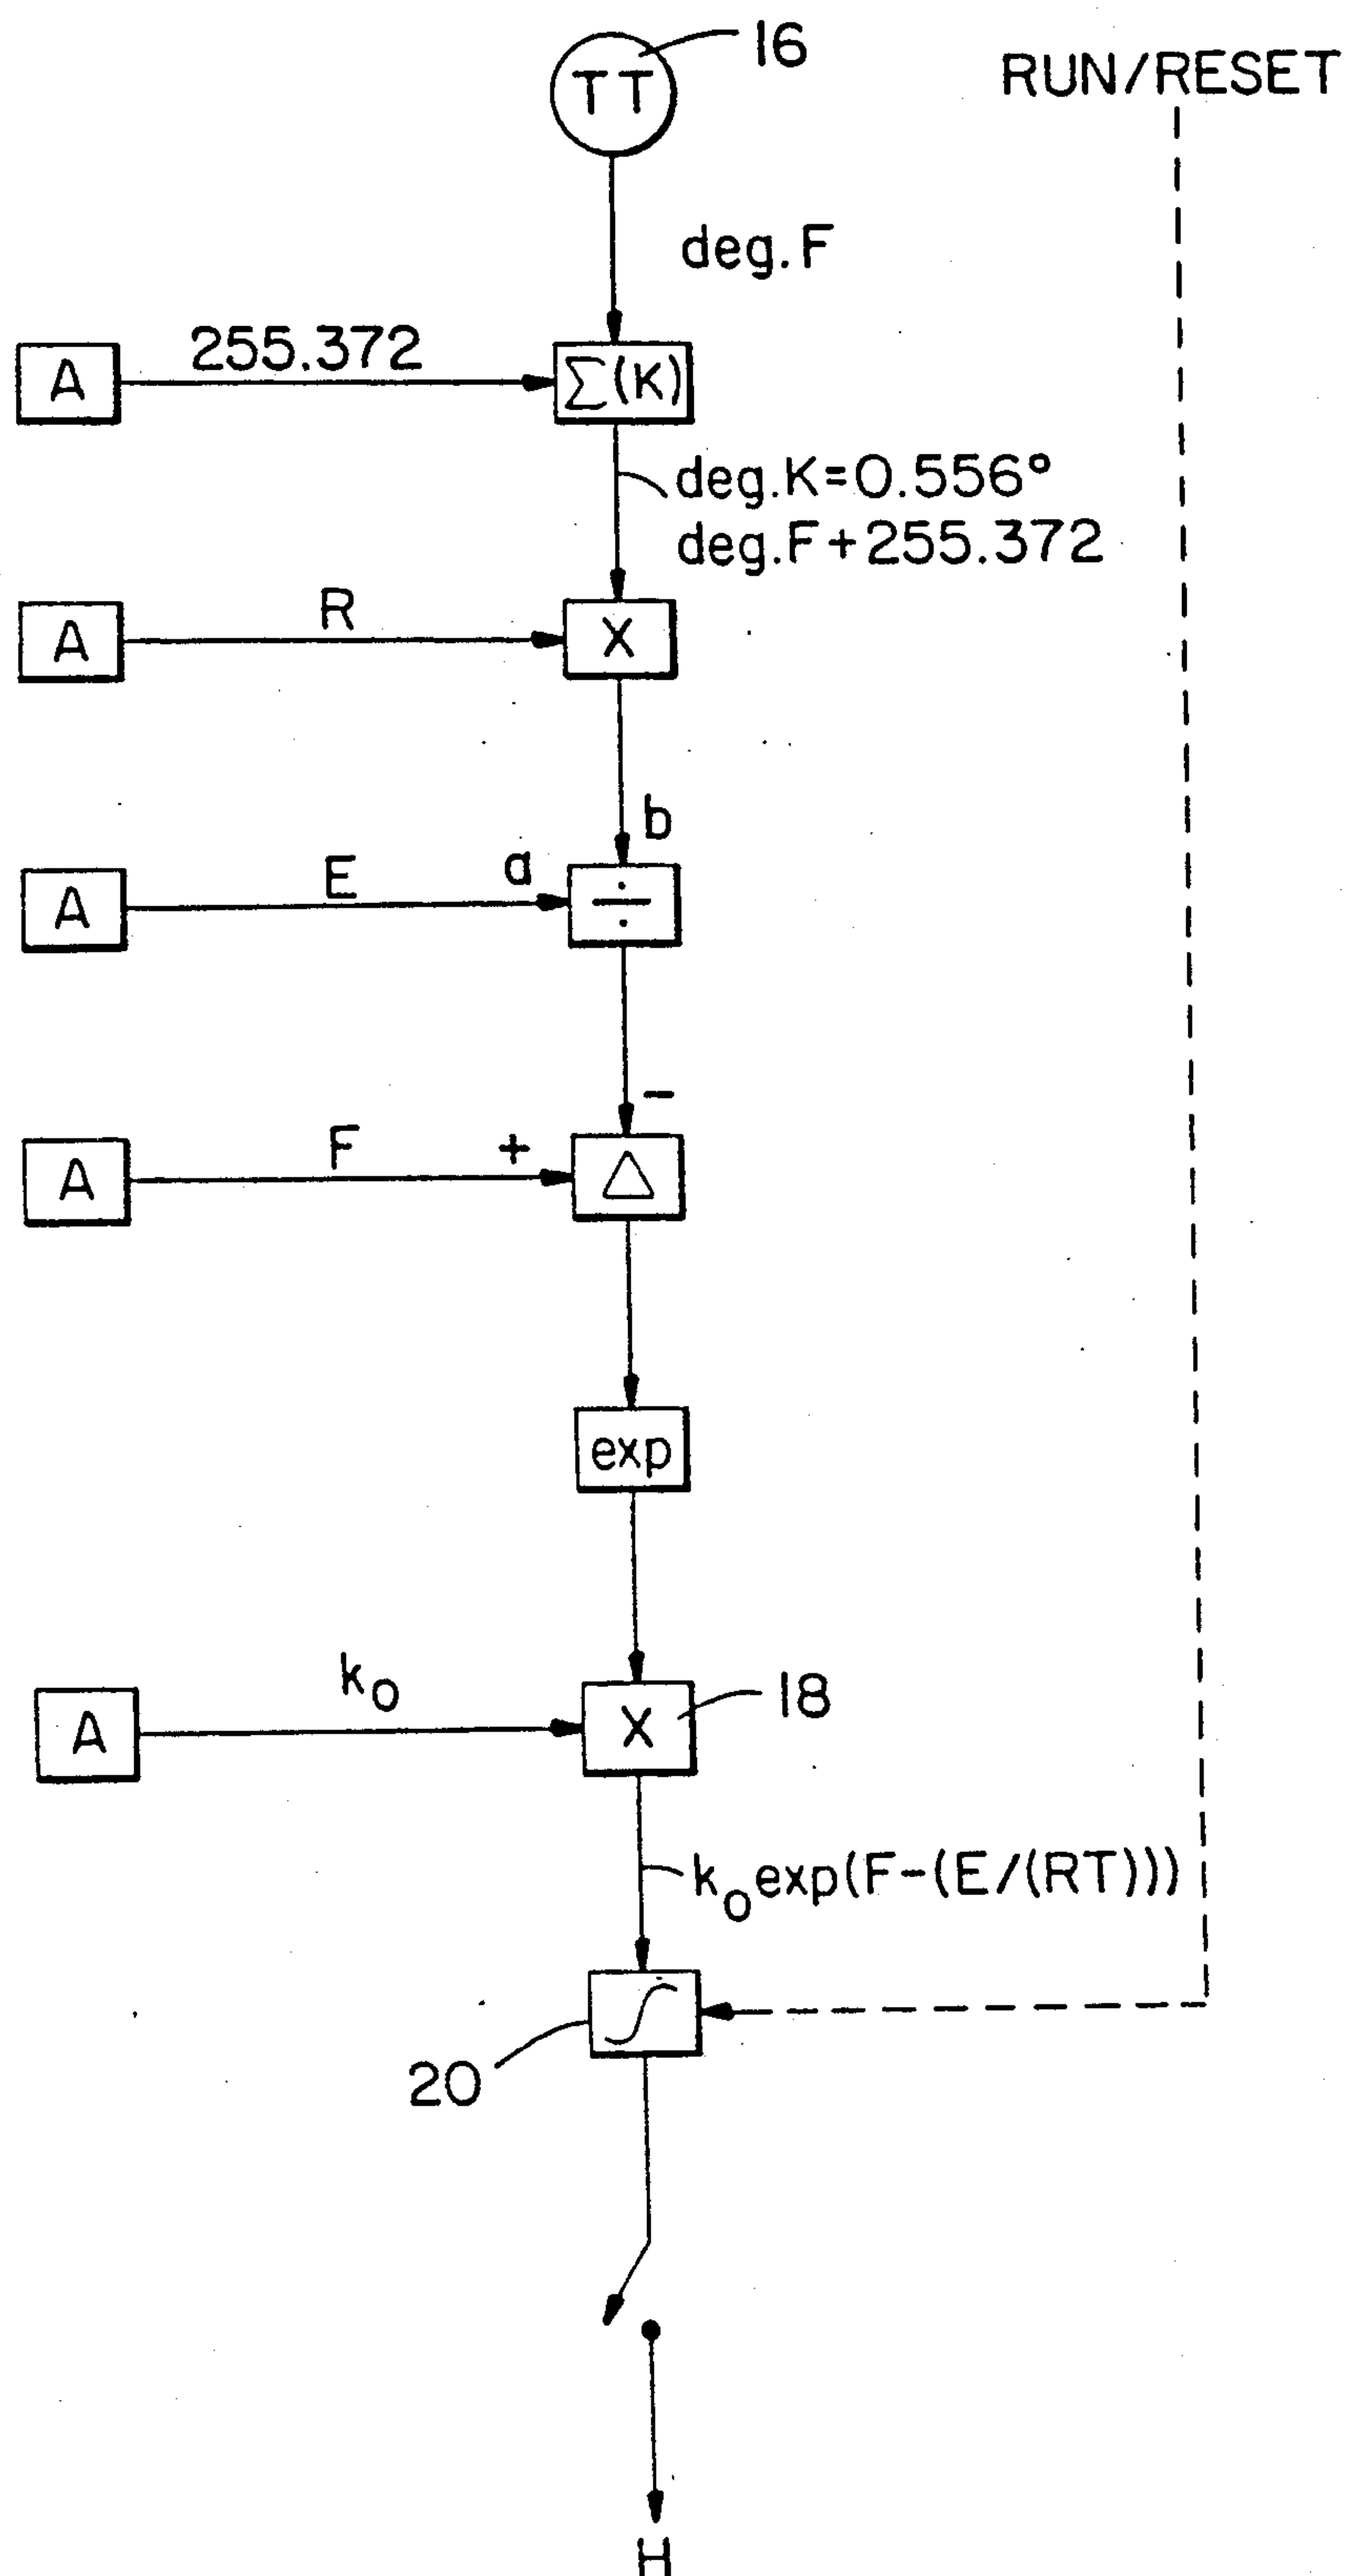 16
TT
RUN/RESET
deg.F
A
255.372
∑(K)
deg.K=0.556°
deg.F+255.372
A
R
X
b
A
E
a
÷
-
A
F
+
△
exp
A
k₀
X
18
k₀exp(F-(E/(RT)))
∫
20
H